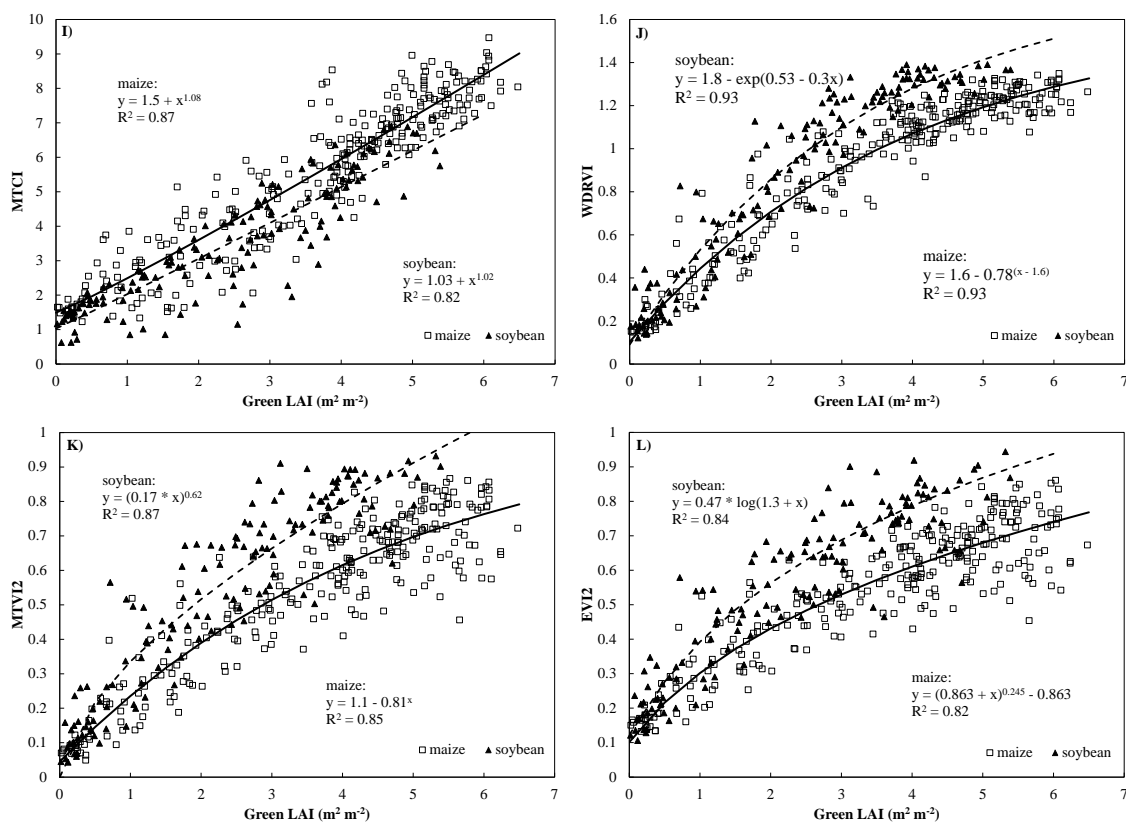 I)
10
9
8
7
6
5
4
3
2
1
0
MTCI
maize:
y = 1.5 + x^1.08
R² = 0.87
soybean:
y = 1.03 + x^1.02
R² = 0.82
maize soybean
0 1 2 3 4 5 6 7
Green LAI (m² m⁻²)
J)
1.6
1.4
1.2
1
0.8
0.6
0.4
0.2
0
WDRVI
soybean:
y = 1.8 - exp(0.53 - 0.3x)
R² = 0.93
maize:
y = 1.6 - 0.78^(x - 1.6)
R² = 0.93
maize soybean
0 1 2 3 4 5 6 7
Green LAI (m² m⁻²)
K)
1
0.9
0.8
0.7
0.6
0.5
0.4
0.3
0.2
0.1
0
MTVI2
soybean:
y = (0.17 * x)^0.62
R² = 0.87
maize:
y = 1.1 - 0.81^x
R² = 0.85
maize soybean
0 1 2 3 4 5 6 7
Green LAI (m² m⁻²)
L)
1
0.9
0.8
0.7
0.6
0.5
0.4
0.3
0.2
0.1
0
EVI2
soybean:
y = 0.47 * log(1.3 + x)
R² = 0.84
maize:
y = (0.863 + x)^0.245 - 0.863
R² = 0.82
maize soybean
0 1 2 3 4 5 6 7
Green LAI (m² m⁻²)